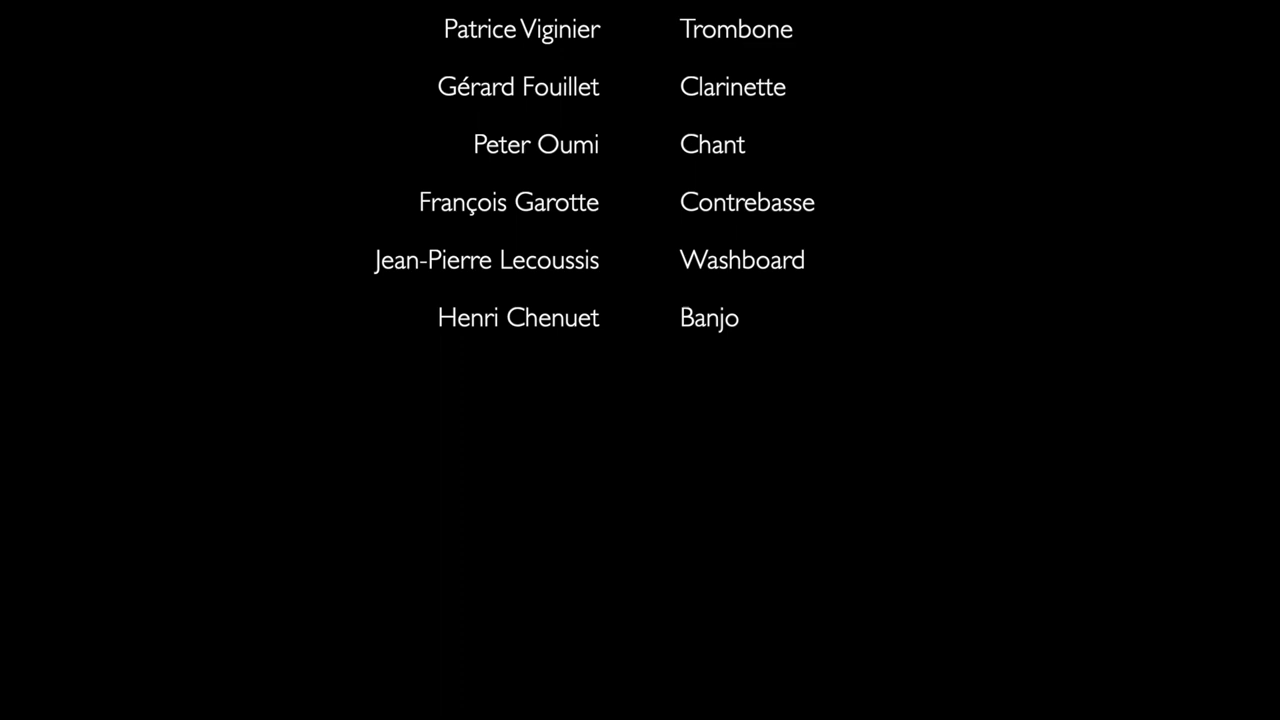 Patrice Viginier Trombone
Gérard Fouillet Clarinette
Peter Oumi Chant
François Garotte Contrebasse
Jean-Pierre Lecoussis Washboard
Henri Chenuet Banjo